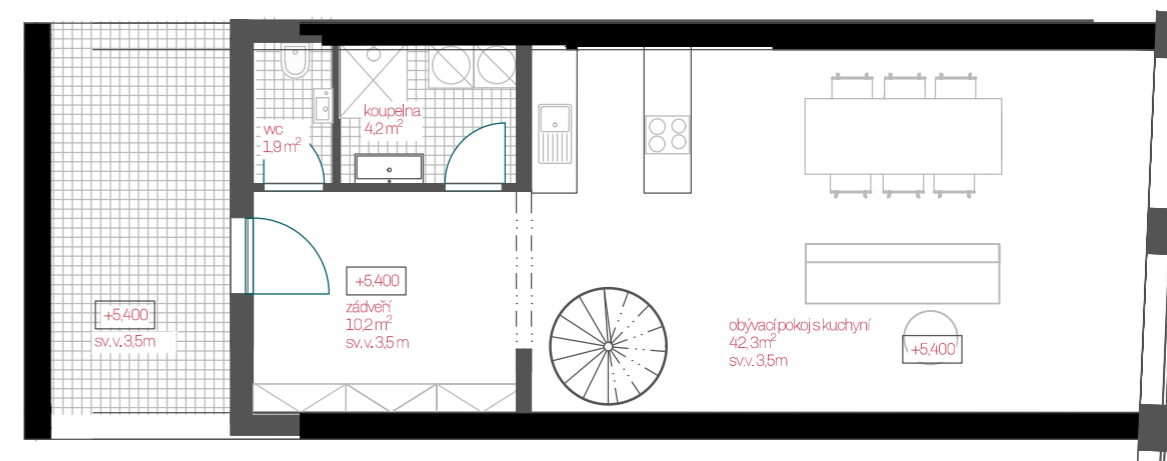 wc
1,9 m²
koupelna
4,2 m²
+5,400
sv.v. 3,5m
+5,400
zádveří
10,2 m²
sv.v. 3,5 m
obývací pokoj s kuchyní
42,3m²
sv.v. 3,5m
+5,400